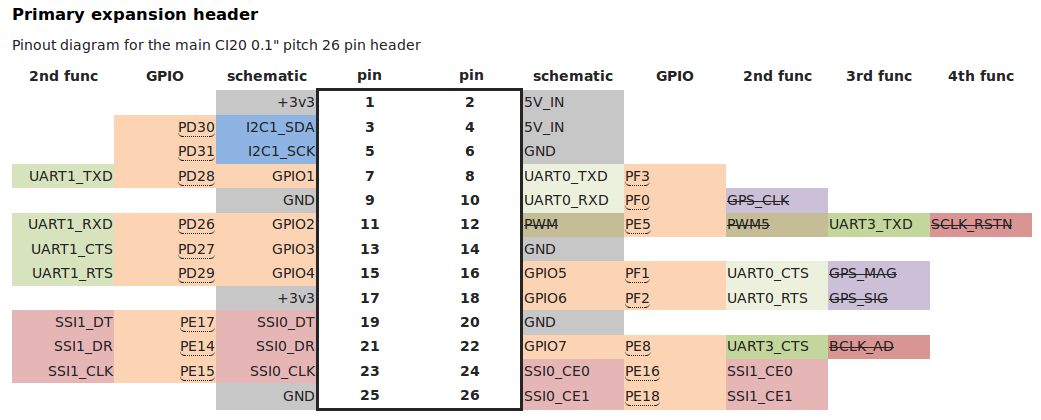 Primary expansion header
Pinout diagram for the main CI20 0.1" pitch 26 pin header
2nd func GPIO schematic pin pin schematic GPIO 2nd func 3rd func 4th func
+3v3 1 2 5V_IN
PD30 I2C1_SDA 3 4 5V_IN
PD31 I2C1_SCK 5 6 GND
UART1_TXD PD28 GPIO1 7 8 UART0_TXD PF3
GND 9 10 UART0_RXD PF0 GPS_CLK
UART1_RXD PD26 GPIO2 11 12 PWM PE5 PWM5 UART3_TXD SCLK_RSTN
UART1_CTS PD27 GPIO3 13 14 GND
UART1_RTS PD29 GPIO4 15 16 GPIO5 PF1 UART0_CTS GPS_MAG
+3v3 17 18 GPIO6 PF2 UART0_RTS GPS_SIG
SSI1_DT PE17 SSI0_DT 19 20 GND
SSI1_DR PE14 SSI0_DR 21 22 GPIO7 PE8 UART3_CTS BCLK_AD
SSI1_CLK PE15 SSI0_CLK 23 24 SSI0_CE0 PE16 SSI1_CE0
GND 25 26 SSI0_CE1 PE18 SSI1_CE1